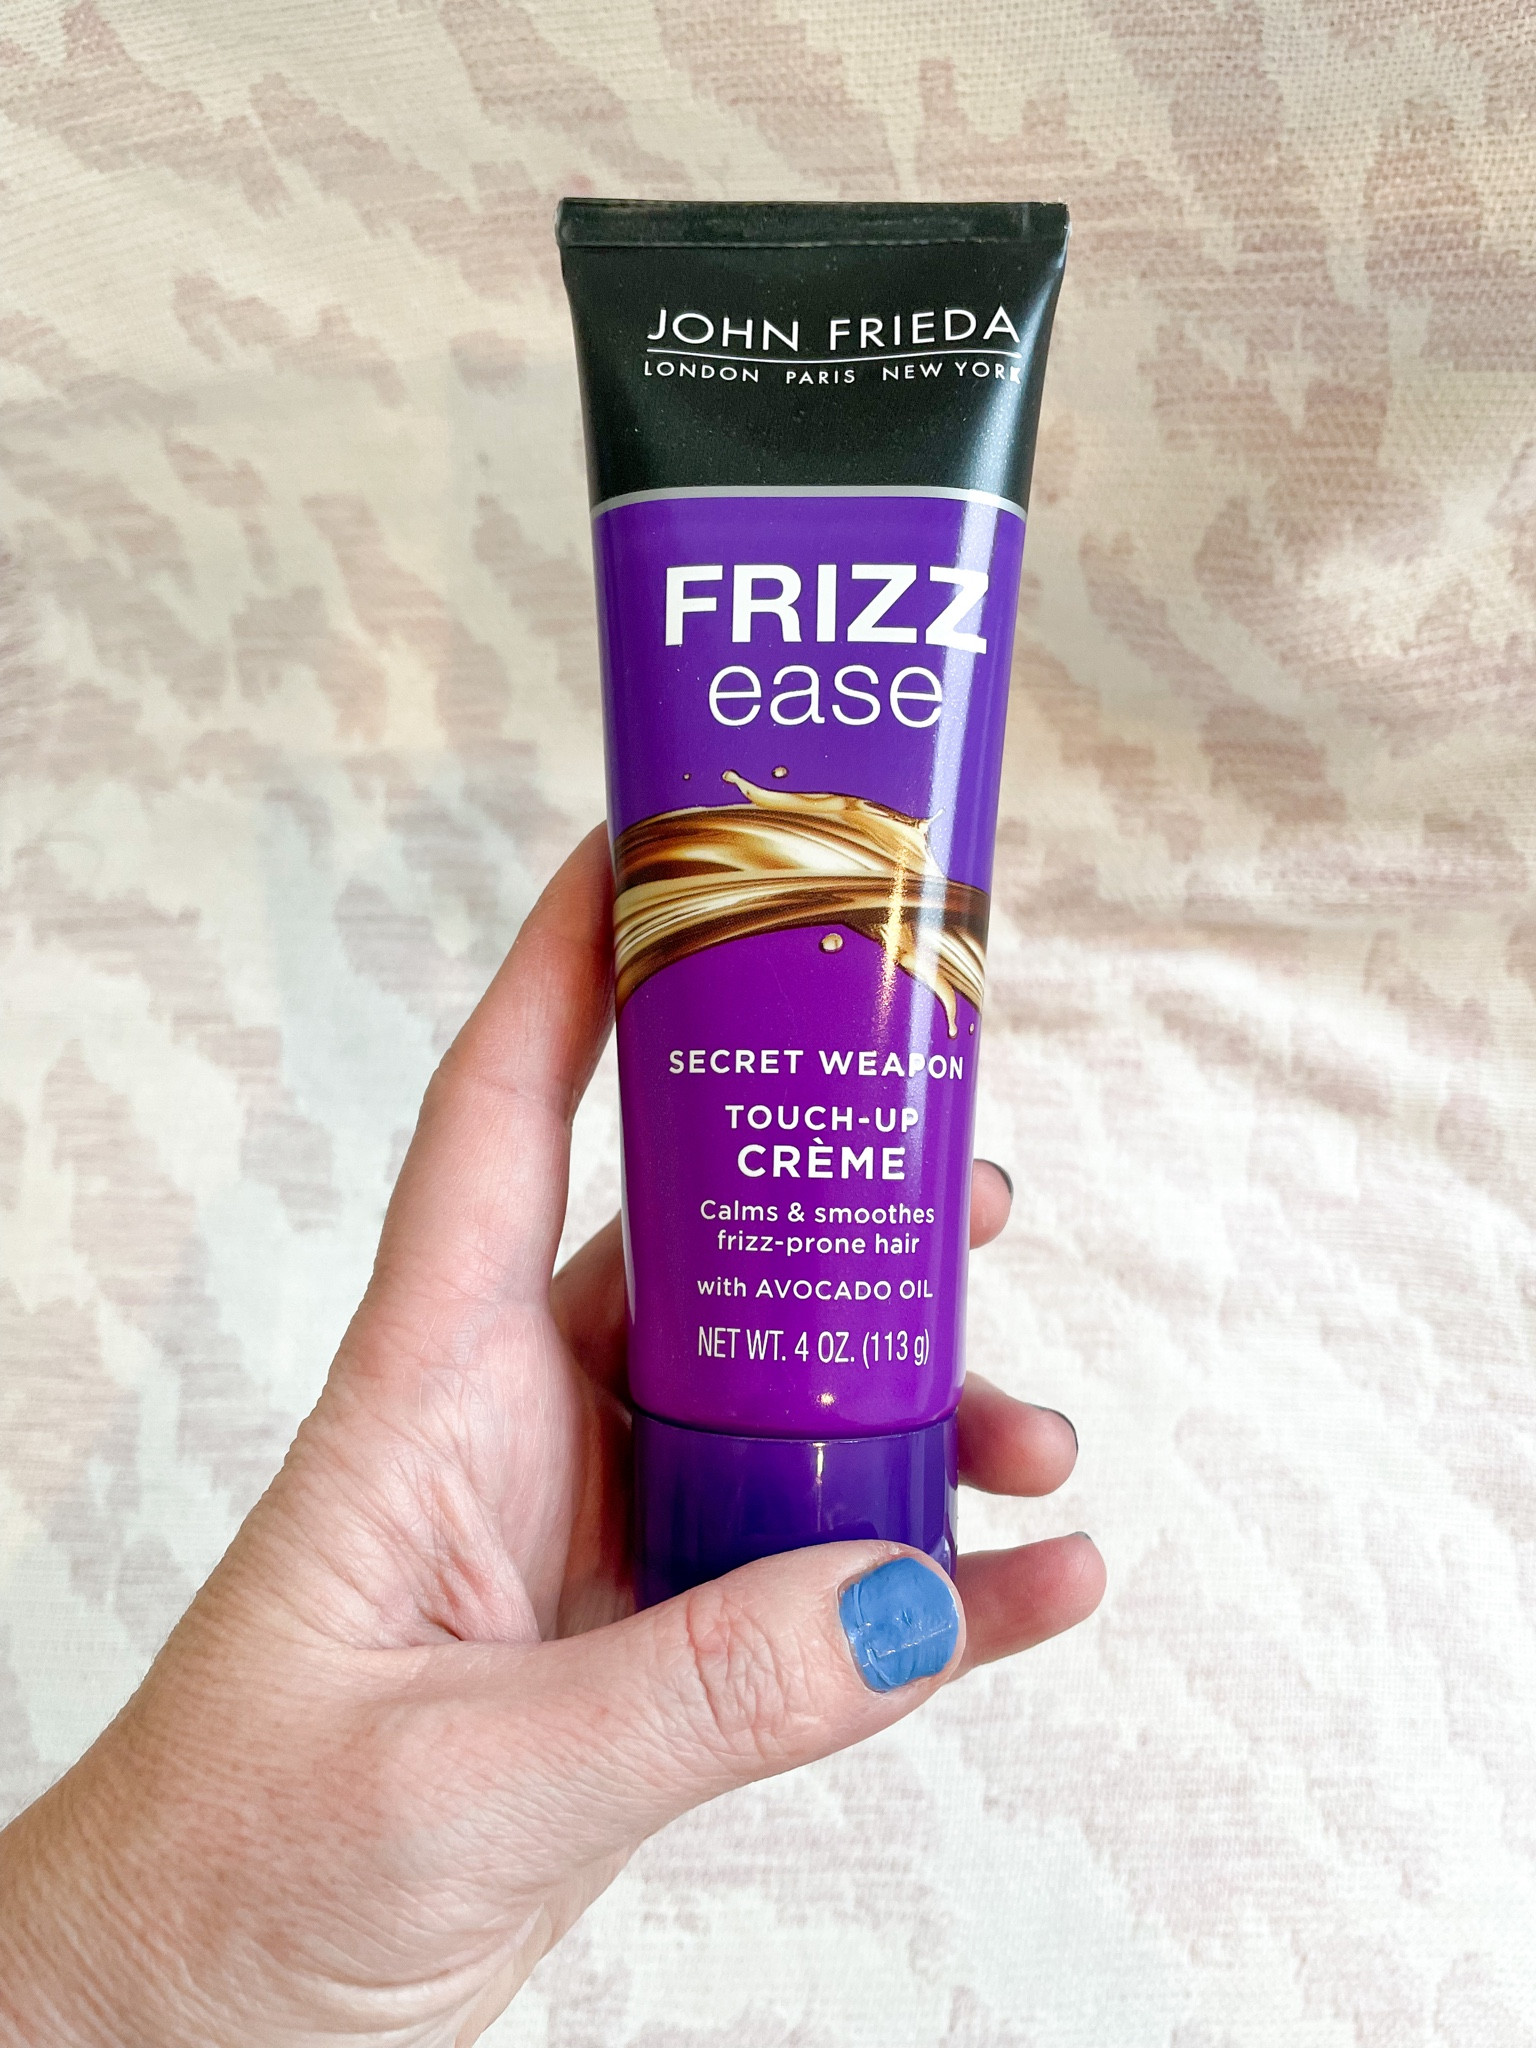 JOHN FRIEDA
LONDON PARIS NEW YORK
FRIZZ
ease
SECRET WEAPON
TOUCH-UP
CRÈME
Calms & smoothes
frizz-prone hair
with AVOCADO OIL
NET WT. 4 OZ. (113 g)